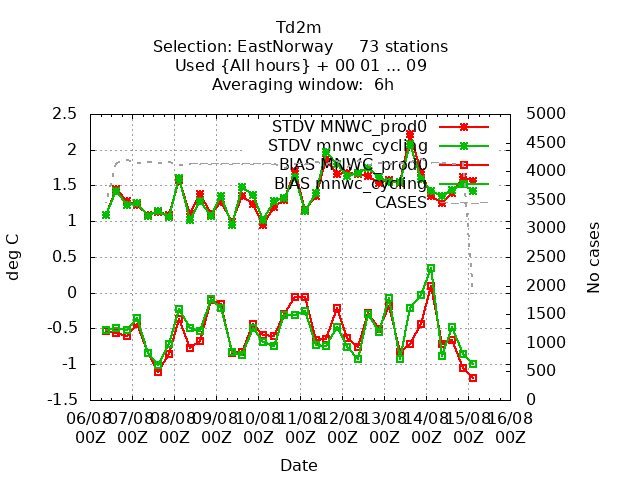 Td2m
Selection: EastNorway 73 stations
Used {All hours} + 00 01 ... 09
Averaging window: 6h
STDV MNWC_prod0
STDV mnwc_cycling
BIAS MNWC_prod0
BIAS mnwc_cycling
CASES
2.5
2
1.5
1
0.5
0
-0.5
-1
-1.5
deg C
5000
4500
4000
3500
3000
2500
2000
1500
1000
500
0
No cases
06/08 07/08 08/08 09/08 10/08 11/08 12/08 13/08 14/08 15/08 16/08
00Z 00Z 00Z 00Z 00Z 00Z 00Z 00Z 00Z 00Z 00Z
Date